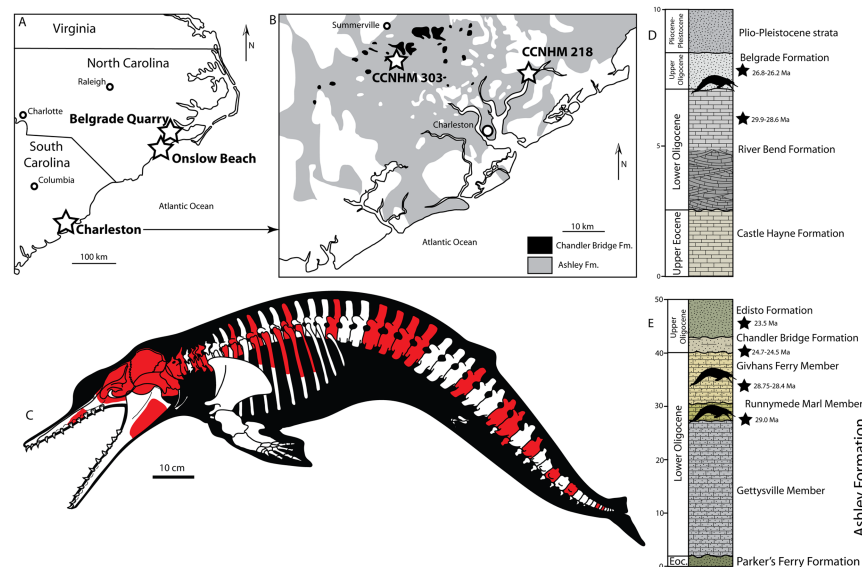 A
Virginia
N
North Carolina
Raleigh
Charlotte
Belgrade Quarry
South
Carolina
Onslow Beach
Columbia
Atlantic Ocean
Charleston
100 km
B
Summerville
CCNHM 218
CCNHM 303
Charleston
N
10 km
Atlantic Ocean
Chandler Bridge Fm.
Ashley Fm.
C
10 cm
D
10
Pliocene-
Pleistocene
Plio-Pleistocene strata
Upper
Oligocene
Belgrade Formation
26.8-26.2 Ma
29.9-28.6 Ma
5
Lower Oligocene
River Bend Formation
Upper Eocene
Castle Hayne Formation
0
E
50
Upper
Oligocene
Edisto Formation
23.5 Ma
Chandler Bridge Formation
24.7-24.5 Ma
40
Givhans Ferry Member
28.75-28.4 Ma
30
Runnymede Marl Member
29.0 Ma
Lower Oligocene
20
Gettysville Member
10
Ashley Formation
Eoc.
Parker's Ferry Formation
0